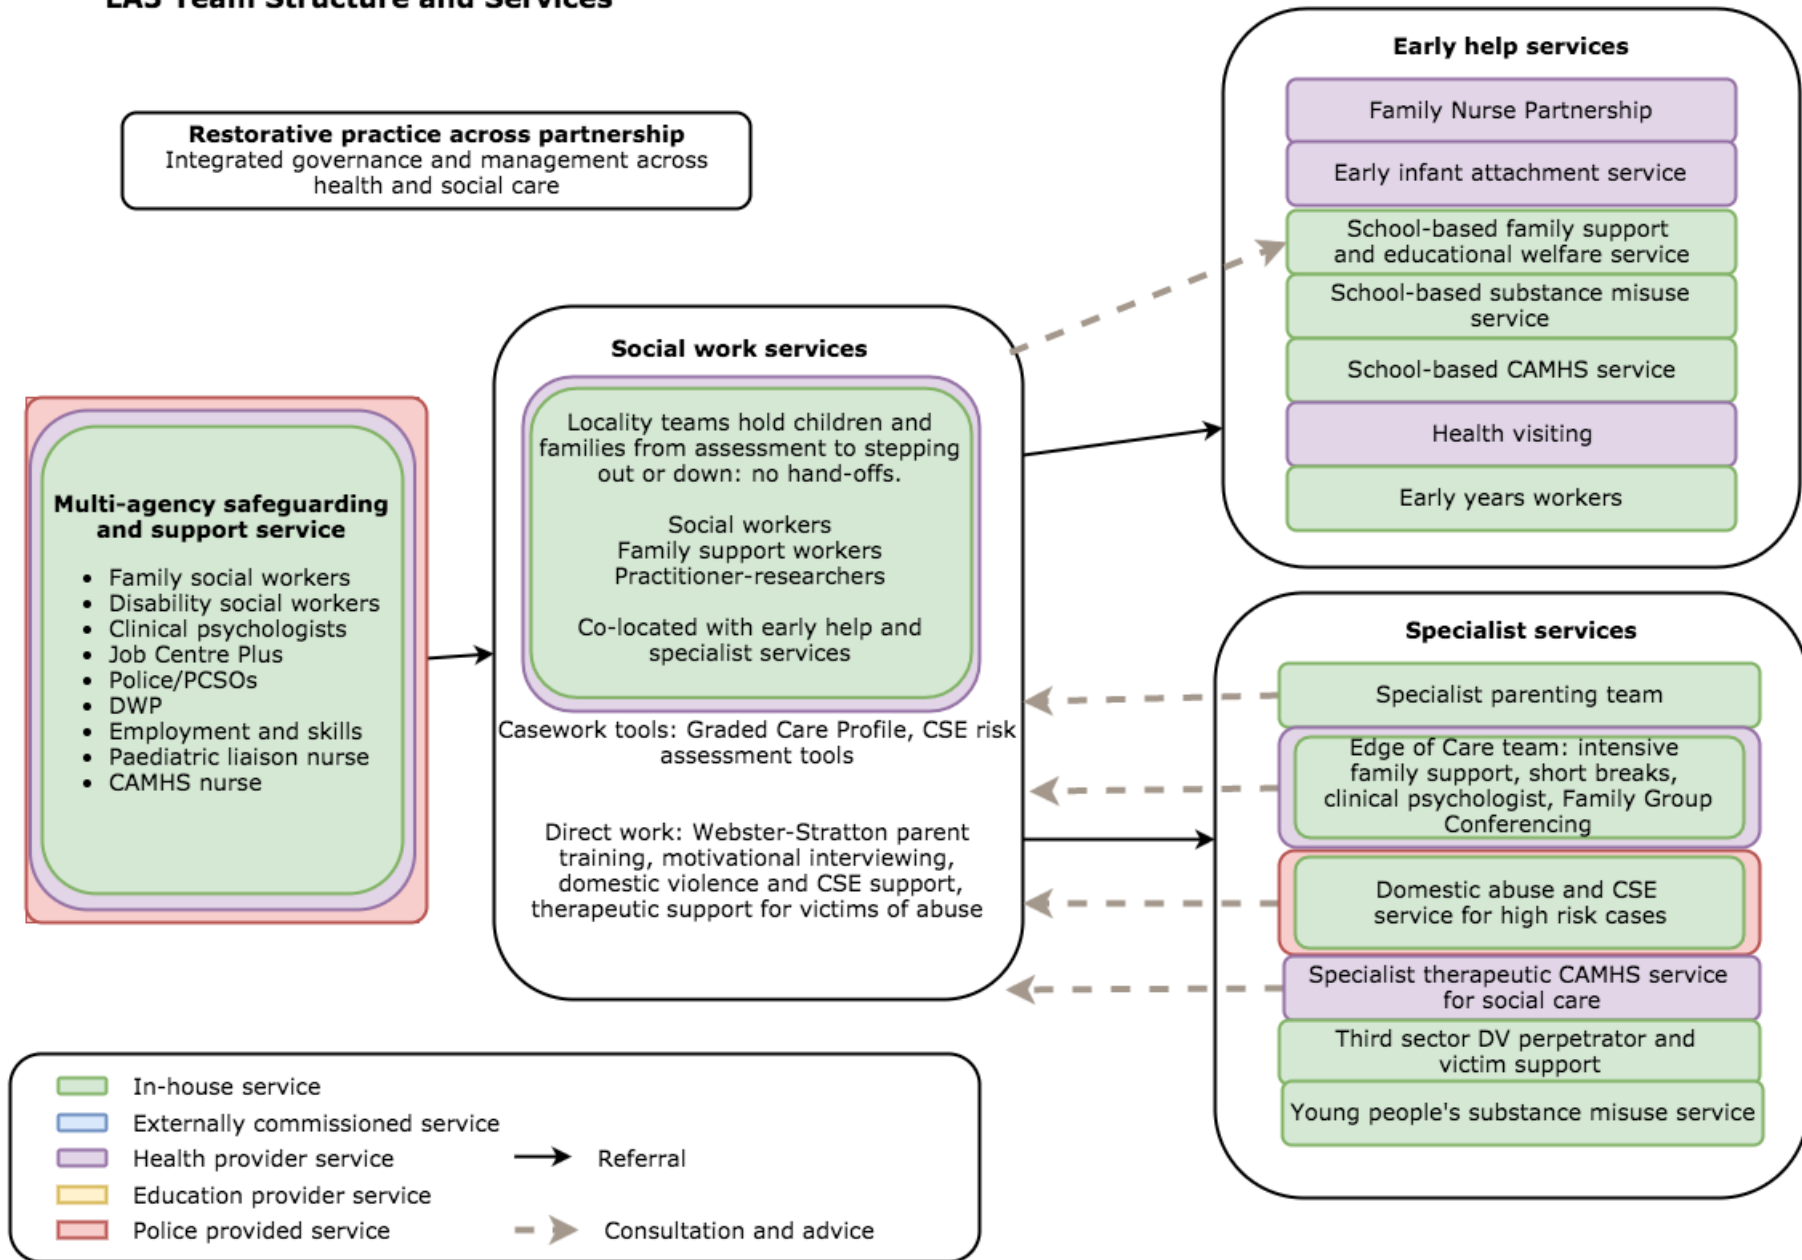 Team Structure and Services
Restorative practice across partnership
Integrated governance and management across
health and social care
Multi-agency safeguarding
and support service
• Family social workers
• Disability social workers
• Clinical psychologists
• Job Centre Plus
• Police/PCSOs
• DWP
• Employment and skills
• Paediatric liaison nurse
• CAMHS nurse
Social work services
Locality teams hold children and
families from assessment to stepping
out or down: no hand-offs.
Social workers
Family support workers
Practitioner-researchers
Co-located with early help and
specialist services
Casework tools: Graded Care Profile, CSE risk
assessment tools
Direct work: Webster-Stratton parent
training, motivational interviewing,
domestic violence and CSE support,
therapeutic support for victims of abuse
Early help services
Family Nurse Partnership
Early infant attachment service
School-based family support
and educational welfare service
School-based substance misuse
service
School-based CAMHS service
Health visiting
Early years workers
Specialist services
Specialist parenting team
Edge of Care team: intensive
family support, short breaks,
clinical psychologist, Family Group
Conferencing
Domestic abuse and CSE
service for high risk cases
Specialist therapeutic CAMHS service
for social care
Third sector DV perpetrator and
victim support
Young people's substance misuse service
In-house service
Externally commissioned service
Health provider service
Education provider service
Police provided service
Referral
Consultation and advice